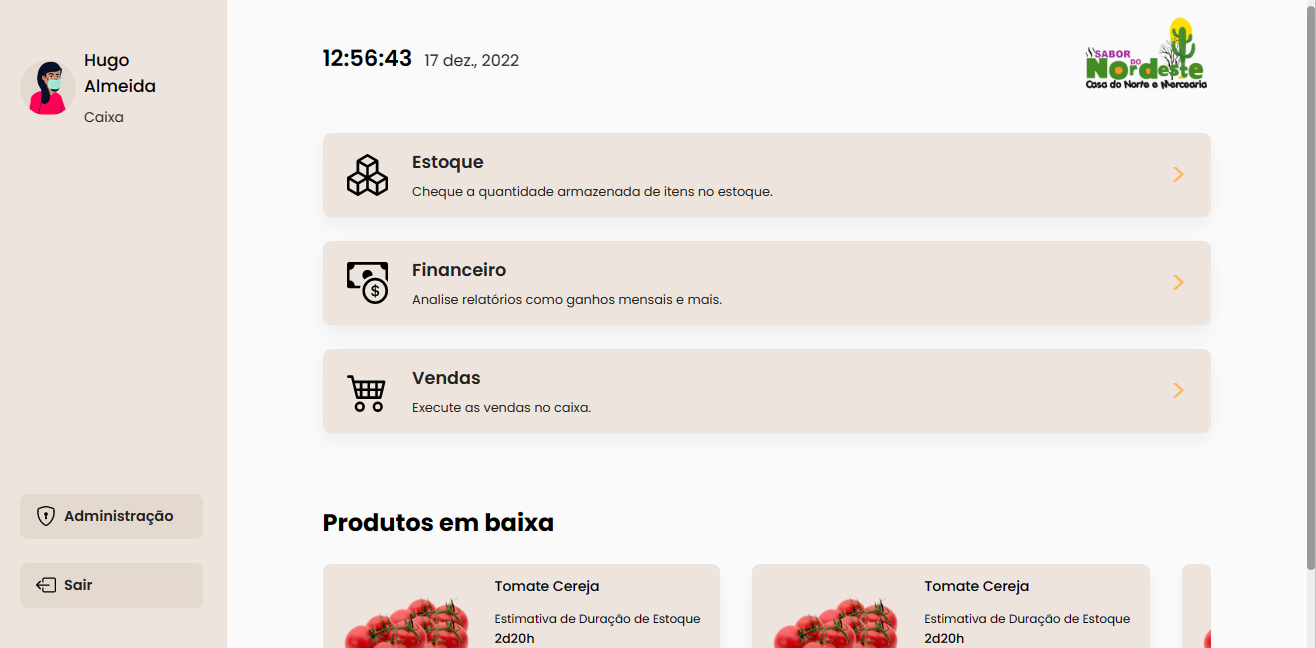 Hugo
Almeida
Caixa
12:56:43 17 dez., 2022
SABOR
DO
Nordeste
Casa do Norte e Mercearia
Estoque
Cheque a quantidade armazenada de itens no estoque.
Financeiro
Analise relatórios como ganhos mensais e mais.
$
Vendas
Execute as vendas no caixa.
Administração
Sair
Produtos em baixa
Tomate Cereja
Estimativa de Duração de Estoque
2d20h
Tomate Cereja
Estimativa de Duração de Estoque
2d20h